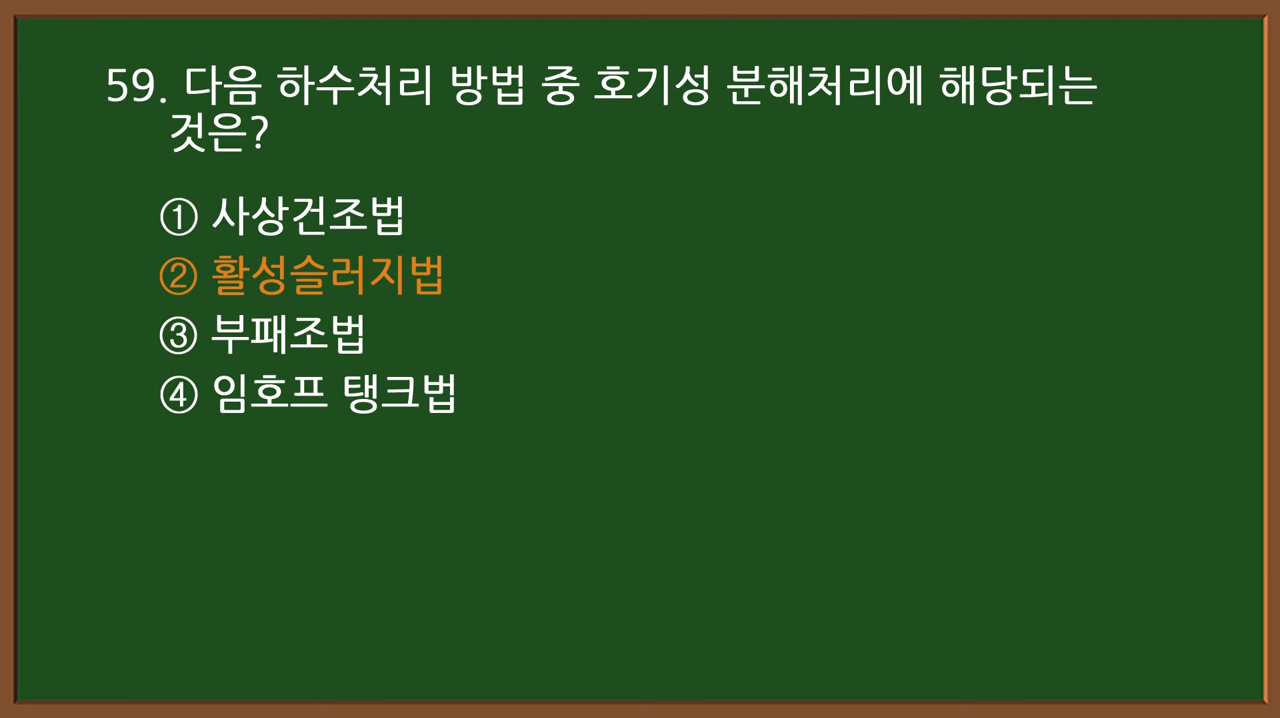 59. 다음 하수처리 방법 중 호기성 분해처리에 해당되는
것은?
① 사상건조법
② 활성슬러지법
③ 부패조법
④ 임호프 탱크법